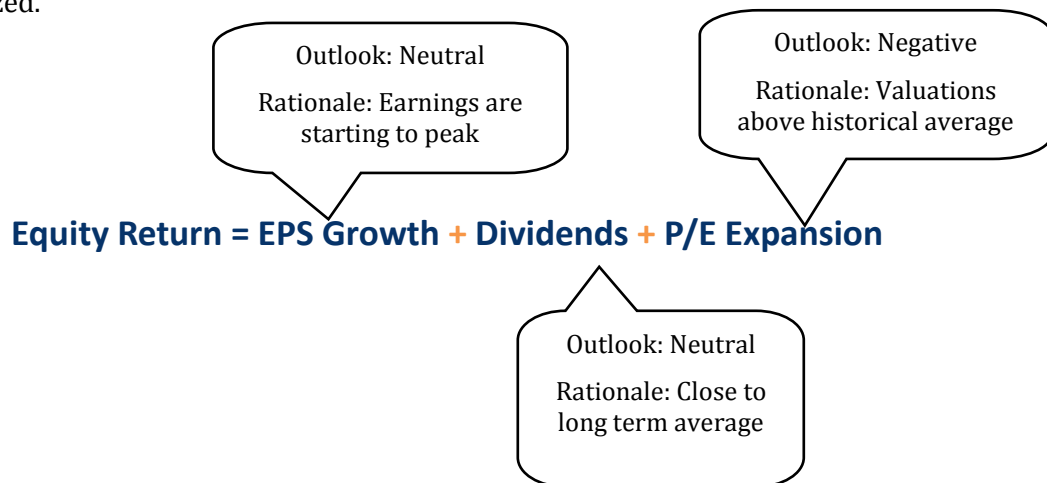 zed.
Outlook: Neutral
Rationale: Earnings are
starting to peak
Outlook: Negative
Rationale: Valuations
above historical average
Equity Return = EPS Growth + Dividends + P/E Expansion
Outlook: Neutral
Rationale: Close to
long term average